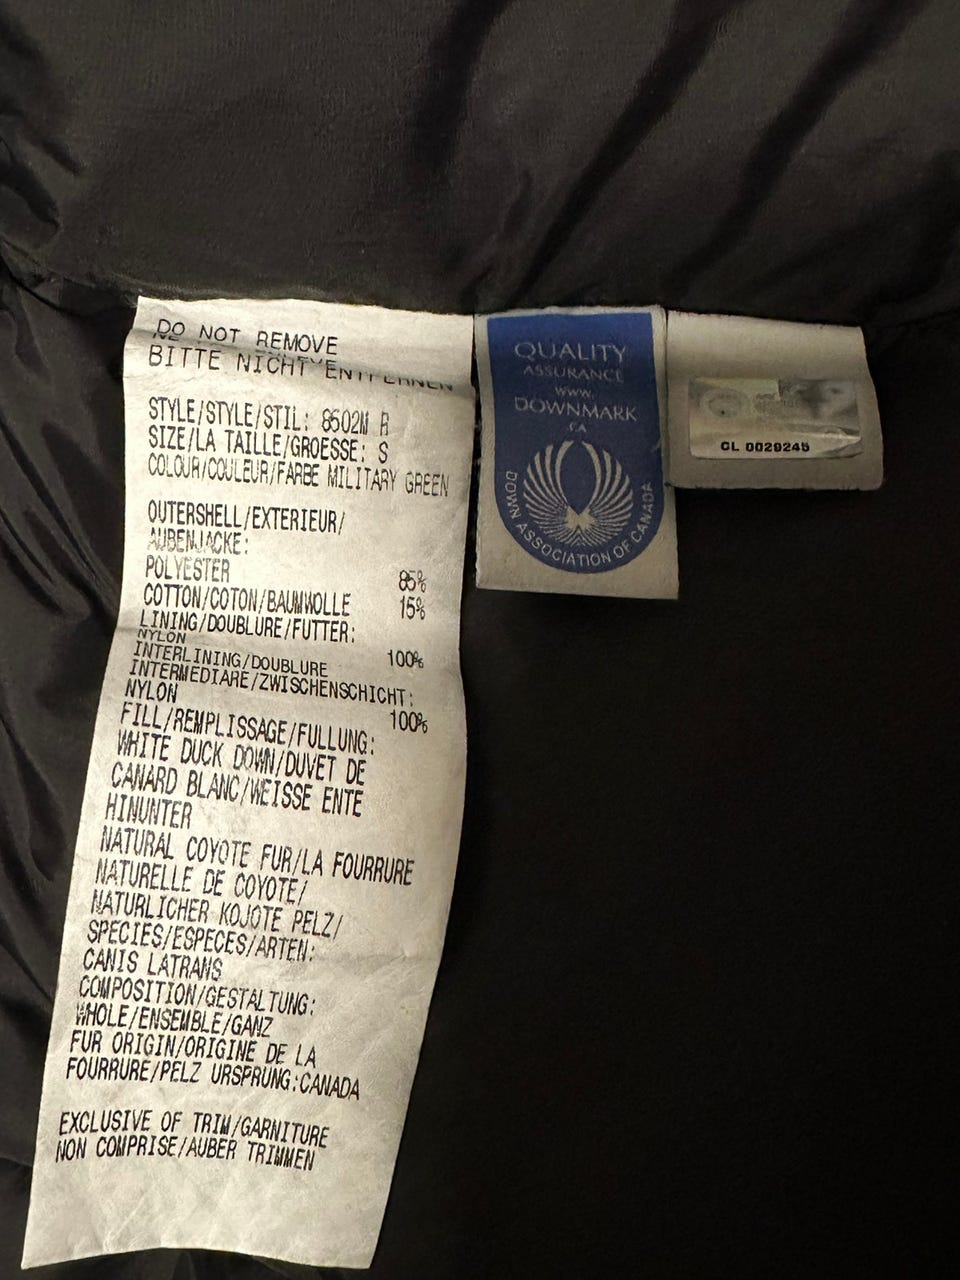 DO NOT REMOVE
BITTE NICHT ENTFERNEN
STYLE/STYLE/STIL: 8502M R
SIZE/LA TAILLE/GROESSE: S
COLOUR/COULEUR/FARBE MILITARY GREEN
OUTERSHELL/EXTERIEUR/
AUBENJACKE:
POLYESTER 85%
COTTON/COTON/BAUMWOLLE 15%
LINING/DOUBLURE/FUTTER:
NYLON 100%
INTERLINING/DOUBLURE
INTERMEDIARE/ZWISCHENSCHICHT:
NYLON 100%
FILL/REMPLISSAGE/FULLUNG:
WHITE DUCK DOWN/DUVET DE
CANARD BLANC/WEISSE ENTE
HINUNTER
NATURAL COYOTE FUR/LA FOURRURE
NATURELLE DE COYOTE/
NATURLICHER KOJOTE PELZ/
SPECIES/ESPECES/ARTEN:
CANIS LATRANS
COMPOSITION/GESTALTUNG:
WHOLE/ENSEMBLE/GANZ
FUR ORIGIN/ORIGINE DE LA
FOURRURE/PELZ URSPRUNG:CANADA
EXCLUSIVE OF TRIM/GARNITURE
NON COMPRISE/AUBER TRIMMEN
QUALITY
ASSURANCE
www.
DOWNMARK
.CA
DOWN ASSOCIATION OF CANADA
CL 0029245